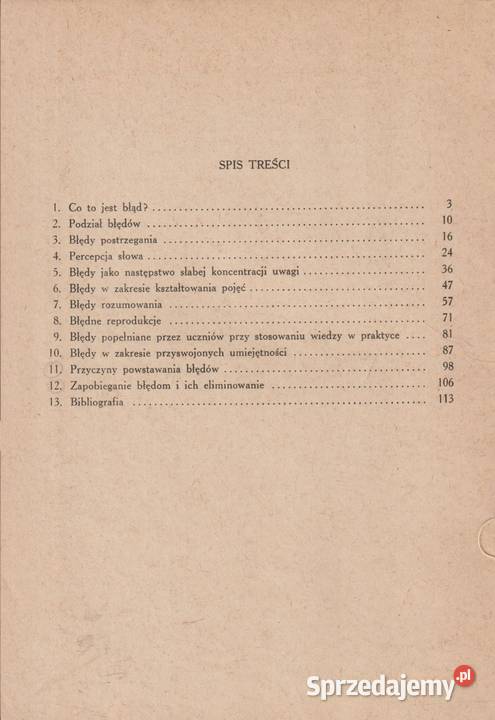 SPIS TREŚCI
1. Co to jest błąd? 3
2. Podział błędów 10
3. Błędy postrzegania 16
4. Percepcja słowa 24
5. Błędy jako następstwo słabej koncentracji uwagi 36
6. Błędy w zakresie kształtowania pojęć 47
7. Błędy rozumowania 57
8. Błędne reprodukcje 71
9. Błędy popełniane przez uczniów przy stosowaniu wiedzy w praktyce 81
10. Błędy w zakresie przyswojonych umiejętności 87
11. Przyczyny powstawania błędów 98
12. Zapobieganie błędom i ich eliminowanie 106
13. Bibliografia 113
Sprzedajemy.pl